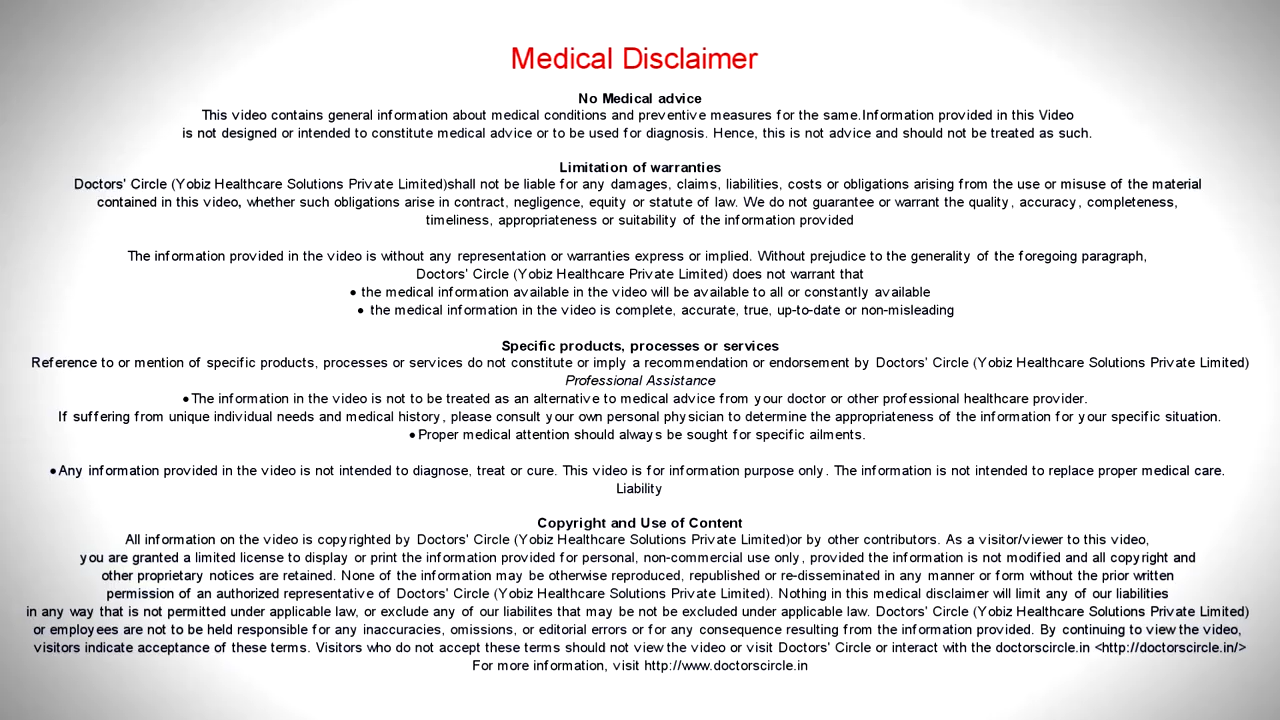 Medical Disclaimer
No Medical advice
This video contains general information about medical conditions and preventive measures for the same.Information provided in this Video
is not designed or intended to constitute medical advice or to be used for diagnosis. Hence, this is not advice and should not be treated as such.
Limitation of warranties
Doctors' Circle (Yobiz Healthcare Solutions Private Limited)shall not be liable for any damages, claims, liabilities, costs or obligations arising from the use or misuse of the material
contained in this video, whether such obligations arise in contract, negligence, equity or statute of law. We do not guarantee or warrant the quality, accuracy, completeness,
timeliness, appropriateness or suitability of the information provided
The information provided in the video is without any representation or warranties express or implied. Without prejudice to the generality of the foregoing paragraph,
Doctors' Circle (Yobiz Healthcare Private Limited) does not warrant that
• the medical information available in the video will be available to all or constantly available
• the medical information in the video is complete, accurate, true, up-to-date or non-misleading
Specific products, processes or services
Reference to or mention of specific products, processes or services do not constitute or imply a recommendation or endorsement by Doctors' Circle (Yobiz Healthcare Solutions Private Limited)
Professional Assistance
•The information in the video is not to be treated as an alternative to medical advice from your doctor or other professional healthcare provider.
If suffering from unique individual needs and medical history, please consult your own personal physician to determine the appropriateness of the information for your specific situation.
•Proper medical attention should always be sought for specific ailments.
•Any information provided in the video is not intended to diagnose, treat or cure. This video is for information purpose only. The information is not intended to replace proper medical care.
Liability
Copyright and Use of Content
All information on the video is copyrighted by Doctors' Circle (Yobiz Healthcare Solutions Private Limited)or by other contributors. As a visitor/viewer to this video,
you are granted a limited license to display or print the information provided for personal, non-commercial use only, provided the information is not modified and all copyright and
other proprietary notices are retained. None of the information may be otherwise reproduced, republished or re-disseminated in any manner or form without the prior written
permission of an authorized representative of Doctors' Circle (Yobiz Healthcare Solutions Private Limited). Nothing in this medical disclaimer will limit any of our liabilities
in any way that is not permitted under applicable law, or exclude any of our liabilites that may be not be excluded under applicable law. Doctors' Circle (Yobiz Healthcare Solutions Private Limited)
or employees are not to be held responsible for any inaccuracies, omissions, or editorial errors or for any consequence resulting from the information provided. By continuing to view the video,
visitors indicate acceptance of these terms. Visitors who do not accept these terms should not view the video or visit Doctors' Circle or interact with the doctorscircle.in <http://doctorscircle.in/>
For more information, visit http://www.doctorscircle.in